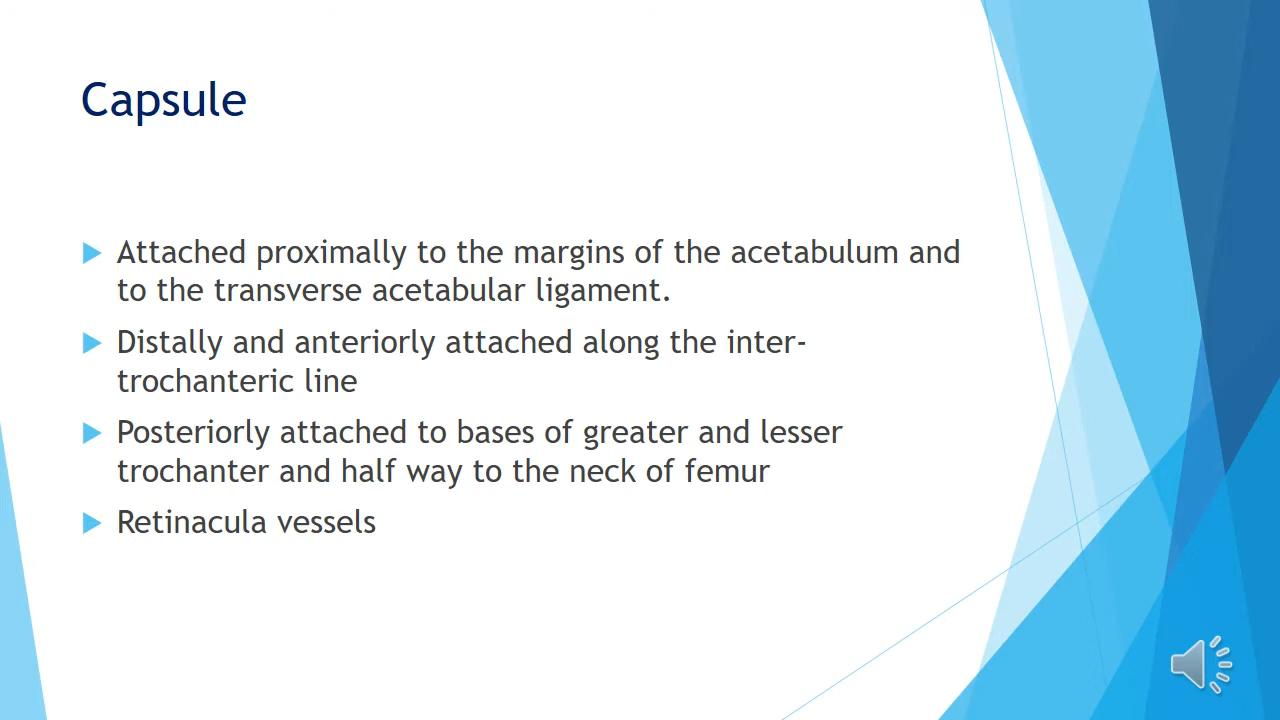 Capsule
Attached proximally to the margins of the acetabulum and
to the transverse acetabular ligament.
Distally and anteriorly attached along the inter-
trochanteric line
Posteriorly attached to bases of greater and lesser
trochanter and half way to the neck of femur
Retinacula vessels